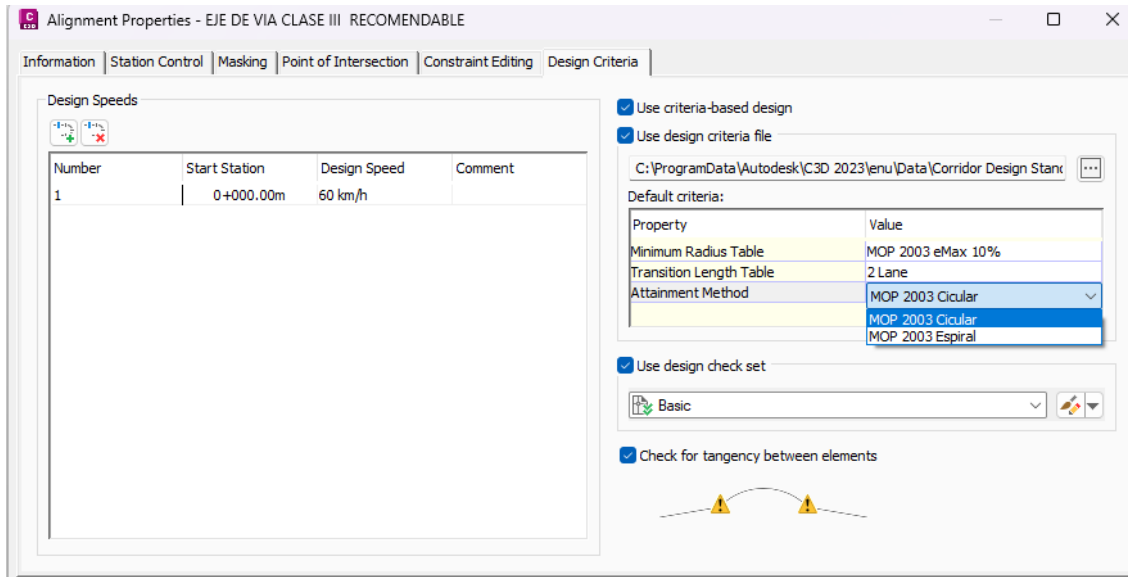 C
C3D
Alignment Properties - EJE DE VIA CLASE III RECOMENDABLE
Information Station Control Masking Point of Intersection Constraint Editing Design Criteria
Design Speeds
Number Start Station Design Speed Comment
1 0+000.00m 60 km/h
Use criteria-based design
Use design criteria file
C:\ProgramData\Autodesk\C3D 2023\enu\Data\Corridor Design Stanc
...
Default criteria:
Property Value
Minimum Radius Table MOP 2003 eMax 10%
Transition Length Table 2 Lane
Attainment Method MOP 2003 Cicular
MOP 2003 Cicular
MOP 2003 Espiral
Use design check set
Basic
Check for tangency between elements